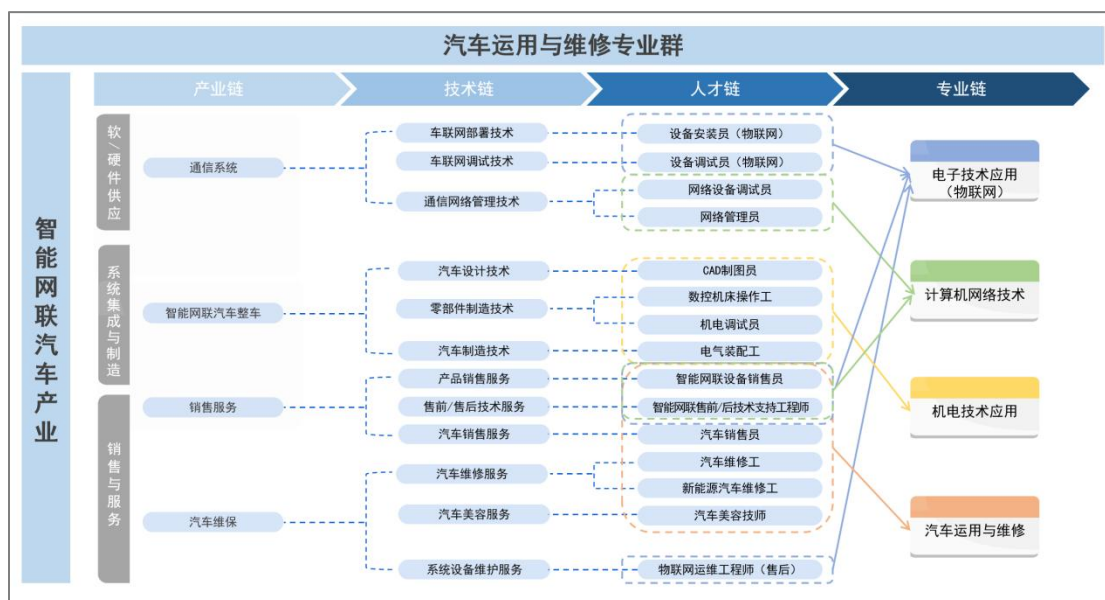 汽车运用与维修专业群
智能网联汽车产业
产业链
技术链
人才链
专业链
软/硬件供应
系统集成与制造
销售与服务
通信系统
智能网联汽车整车
销售服务
汽车维保
车联网部署技术
车联网调试技术
通信网络管理技术
汽车设计技术
零部件制造技术
汽车制造技术
产品销售服务
售前/售后技术服务
汽车销售服务
汽车维修服务
汽车美容服务
系统设备维护服务
设备安装员（物联网）
设备调试员（物联网）
网络设备调试员
网络管理员
CAD制图员
数控机床操作工
机电调试员
电气装配工
智能网联设备销售员
智能网联售前/后技术支持工程师
汽车销售员
汽车维修工
新能源汽车维修工
汽车美容技师
物联网运维工程师（售后）
电子技术应用
（物联网）
计算机网络技术
机电技术应用
汽车运用与维修